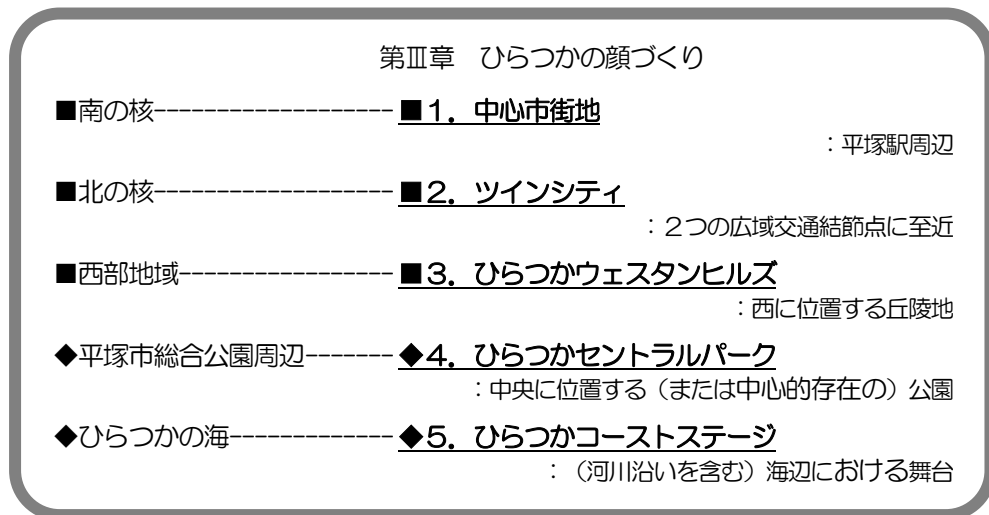 第Ⅲ章　ひらつかの顔づくり
■南の核-------------------■１．中心市街地
：平塚駅周辺
■北の核-------------------■２．ツインシティ
：２つの広域交通結節点に至近
■西部地域-----------------■３．ひらつかウェスタンヒルズ
：西に位置する丘陵地
◆平塚市総合公園周辺-------◆４．ひらつかセントラルパーク
：中央に位置する（または中心的存在の）公園
◆ひらつかの海-------------◆５．ひらつかコーストステージ
：（河川沿いを含む）海辺における舞台